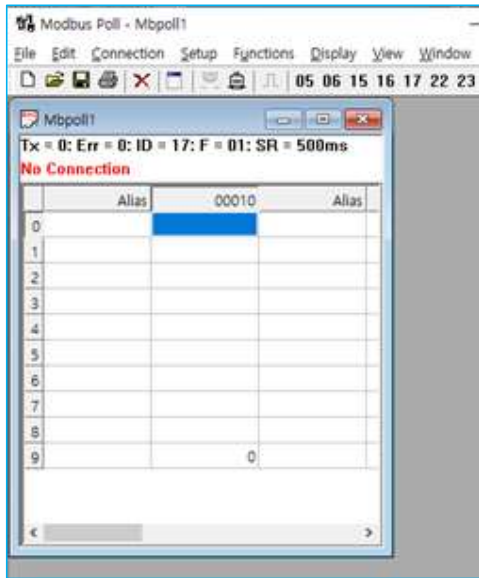 Modbus Poll - Mbpoll1
File Edit Connection Setup Functions Display View Window
05 06 15 16 17 22 23
Mbpoll1
Tx = 0: Err = 0: ID = 17: F = 01: SR = 500ms
No Connection
Alias 00010 Alias
0
1
2
3
4
5
6
7
8
9 0